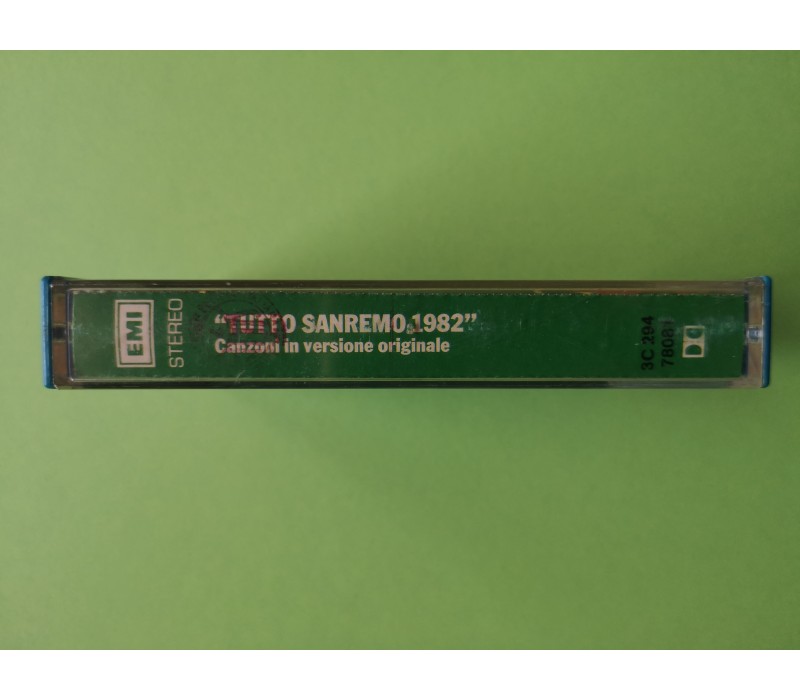 EMI
STEREO
"TUTTO SANREMO 1982"
Canzoni in versione originale
3C 294
78081